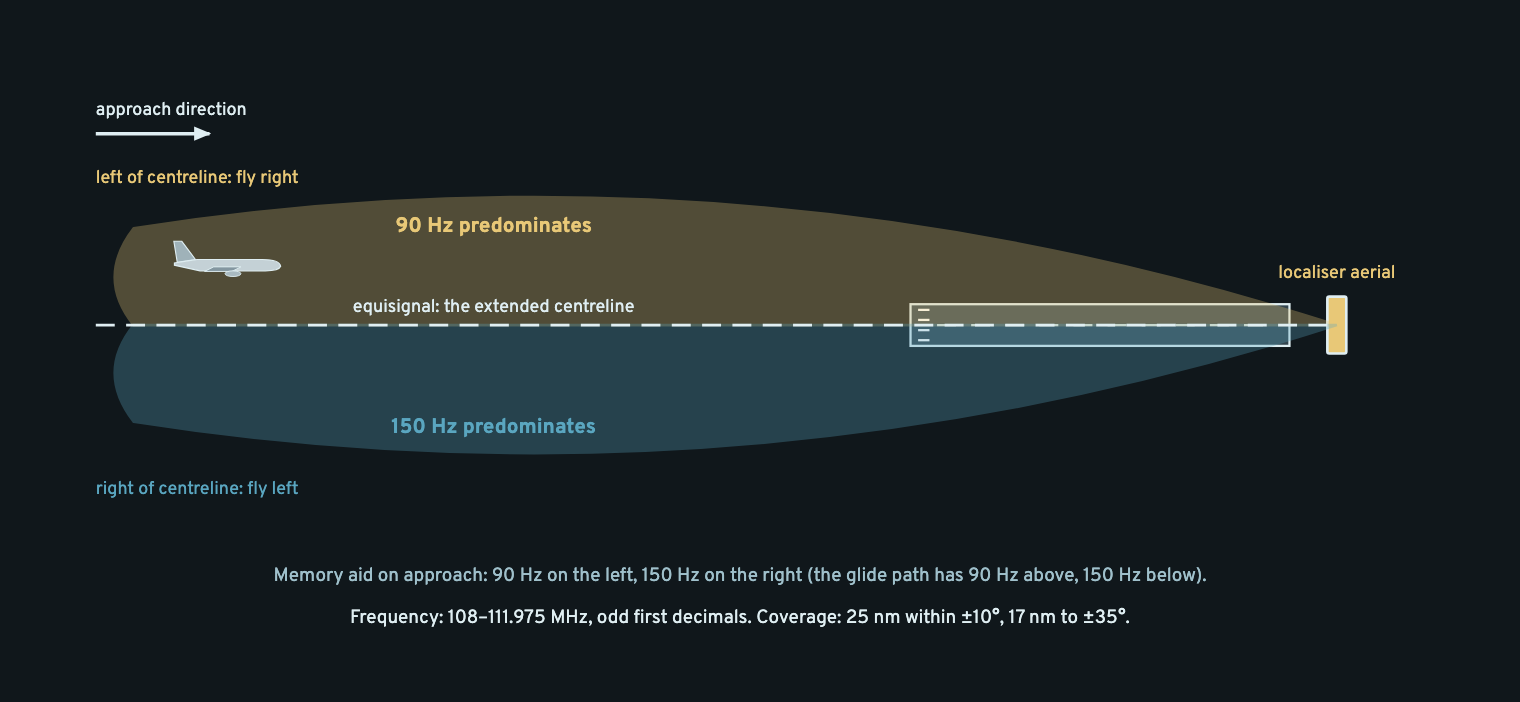 approach direction
left of centreline: fly right
90 Hz predominates
localiser aerial
equisignal: the extended centreline
150 Hz predominates
right of centreline: fly left
Memory aid on approach: 90 Hz on the left, 150 Hz on the right (the glide path has 90 Hz above, 150 Hz below).
Frequency: 108–111.975 MHz, odd first decimals. Coverage: 25 nm within ±10°, 17 nm to ±35°.